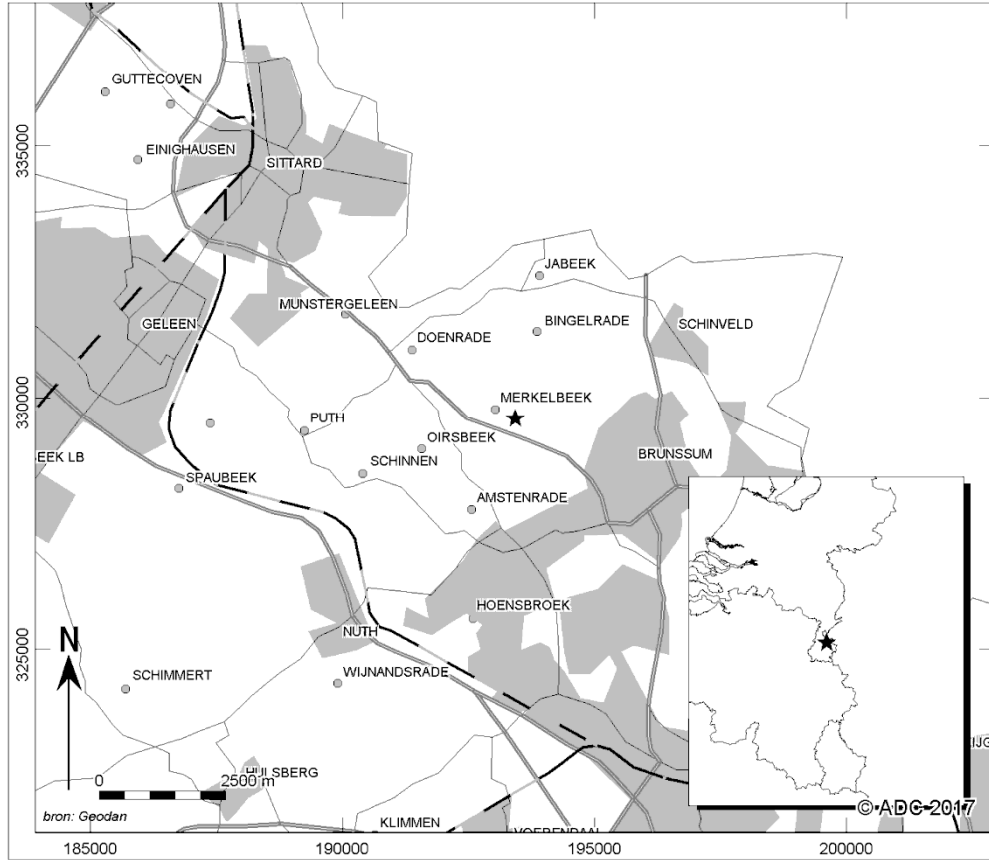 GUTTECOVEN
335000
EINIGHAUSEN
SITTARD
JABEEK
MUNSTERGELEEN
GELEEN
BINGELRADE
SCHINVELD
DOENRADE
330000
MERKELBEEK
PUTH
OIRSBEEK
BRUNSSUM
EEK LB
SCHINNEN
SPAUBEEK
AMSTENRADE
HOENSBROEK
NUTH
N
325000
SCHIMMERT
WIJNANDSRADE
HULSBERG
0 2500 m
© ADC 2017
bron: Geodan
KLIMMEN
VOERENDAAL
185000 190000 195000 200000